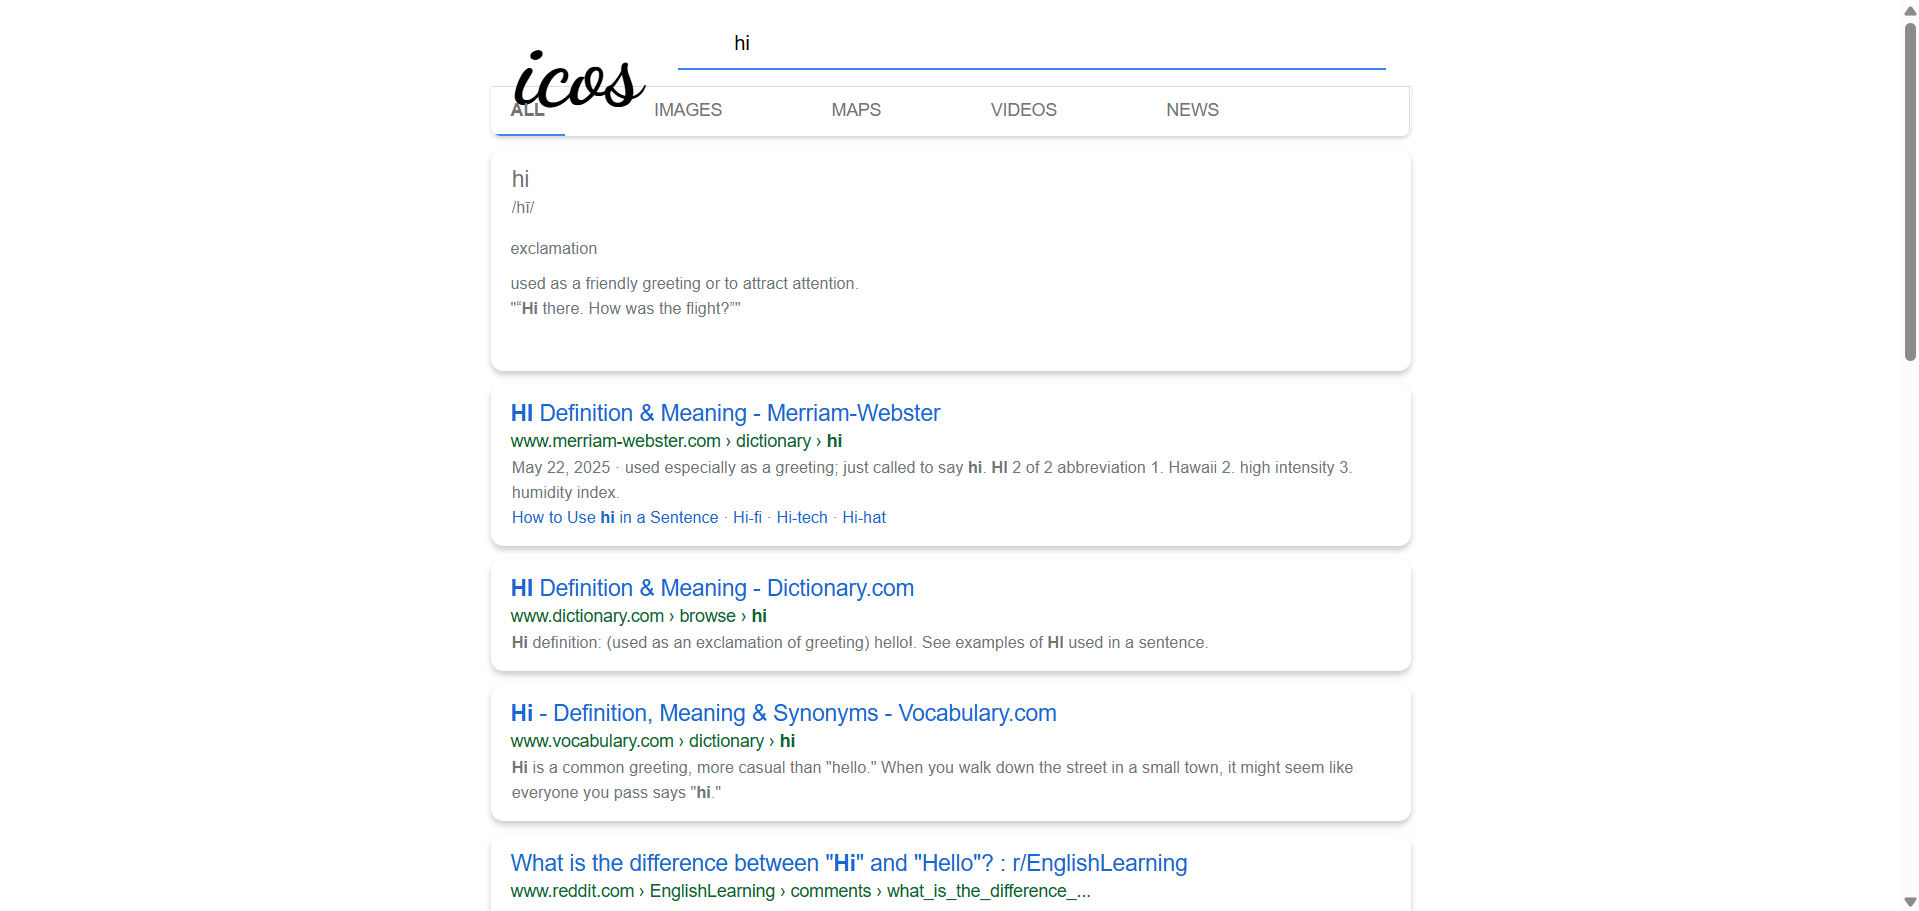 hi
icos
ALL IMAGES MAPS VIDEOS NEWS
hi
/hī/
exclamation
used as a friendly greeting or to attract attention.
"“Hi there. How was the flight?”"
HI Definition & Meaning - Merriam-Webster
www.merriam-webster.com › dictionary › hi
May 22, 2025 · used especially as a greeting; just called to say hi. HI 2 of 2 abbreviation 1. Hawaii 2. high intensity 3.
humidity index.
How to Use hi in a Sentence · Hi-fi · Hi-tech · Hi-hat
HI Definition & Meaning - Dictionary.com
www.dictionary.com › browse › hi
Hi definition: (used as an exclamation of greeting) hello!. See examples of HI used in a sentence.
Hi - Definition, Meaning & Synonyms - Vocabulary.com
www.vocabulary.com › dictionary › hi
Hi is a common greeting, more casual than "hello." When you walk down the street in a small town, it might seem like
everyone you pass says "hi."
What is the difference between "Hi" and "Hello"? : r/EnglishLearning
www.reddit.com › EnglishLearning › comments › what_is_the_difference_...